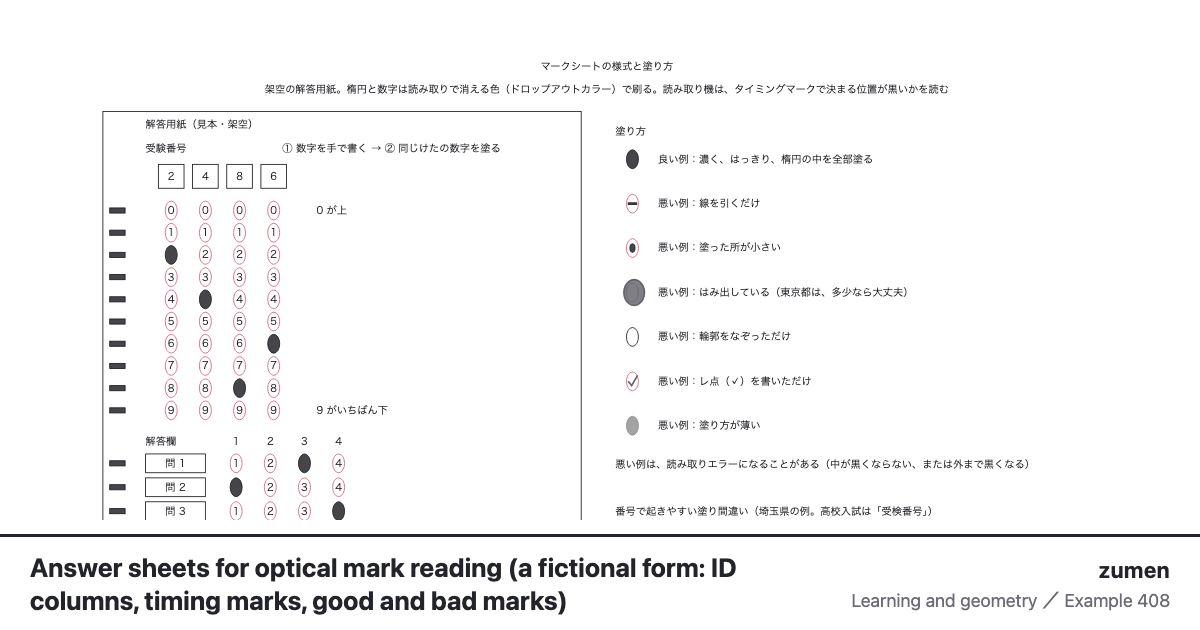 マークシートの様式と塗り方
架空の解答用紙。楕円と数字は読み取りで消える色（ドロップアウトカラー）で刷る。読み取り機は、タイミングマークで決まる位置が黒いかを読む
解答用紙（見本・架空）
受験番号 ① 数字を手で書く → ② 同じけたの数字を塗る
2 4 8 6
0 0 0 0 0 が上
1 1 1 1
2 2 2
3 3 3 3
4 4 4
5 5 5 5
6 6 6
7 7 7 7
8 8 8
9 9 9 9 9 がいちばん下
解答欄 1 2 3 4
問 1 1 2 4
問 2 2 3 4
問 3 1 2 3
塗り方
良い例：濃く、はっきり、楕円の中を全部塗る
悪い例：線を引くだけ
悪い例：塗った所が小さい
悪い例：はみ出している（東京都は、多少なら大丈夫）
悪い例：輪郭をなぞっただけ
悪い例：レ点（✓）を書いただけ
悪い例：塗り方が薄い
悪い例は、読み取りエラーになることがある（中が黒くならない、または外まで黒くなる）
番号で起きやすい塗り間違い（埼玉県の例。高校入試は「受検番号」）
Answer sheets for optical mark reading (a fictional form: ID
columns, timing marks, good and bad marks)
zumen
Learning and geometry ／ Example 408